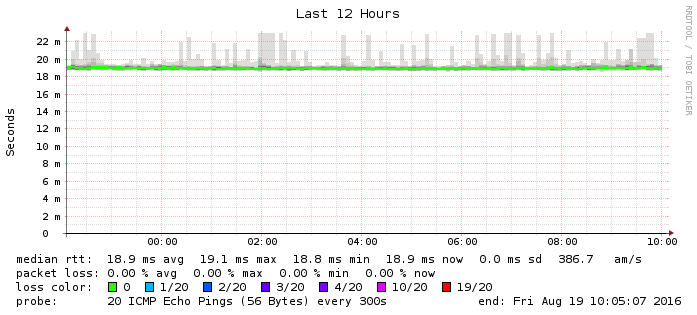 Last 12 Hours
RRDTOOL / TOBI OETIKER
Seconds
22 m
20 m
18 m
16 m
14 m
12 m
10 m
8 m
6 m
4 m
2 m
0
00:00 02:00 04:00 06:00 08:00 10:00
median rtt: 18.9 ms avg 19.1 ms max 18.8 ms min 18.9 ms now 0.0 ms sd 386.7 am/s
packet loss: 0.00 % avg 0.00 % max 0.00 % min 0.00 % now
loss color: 0 1/20 2/20 3/20 4/20 10/20 19/20
probe: 20 ICMP Echo Pings (56 Bytes) every 300s end: Fri Aug 19 10:05:07 2016